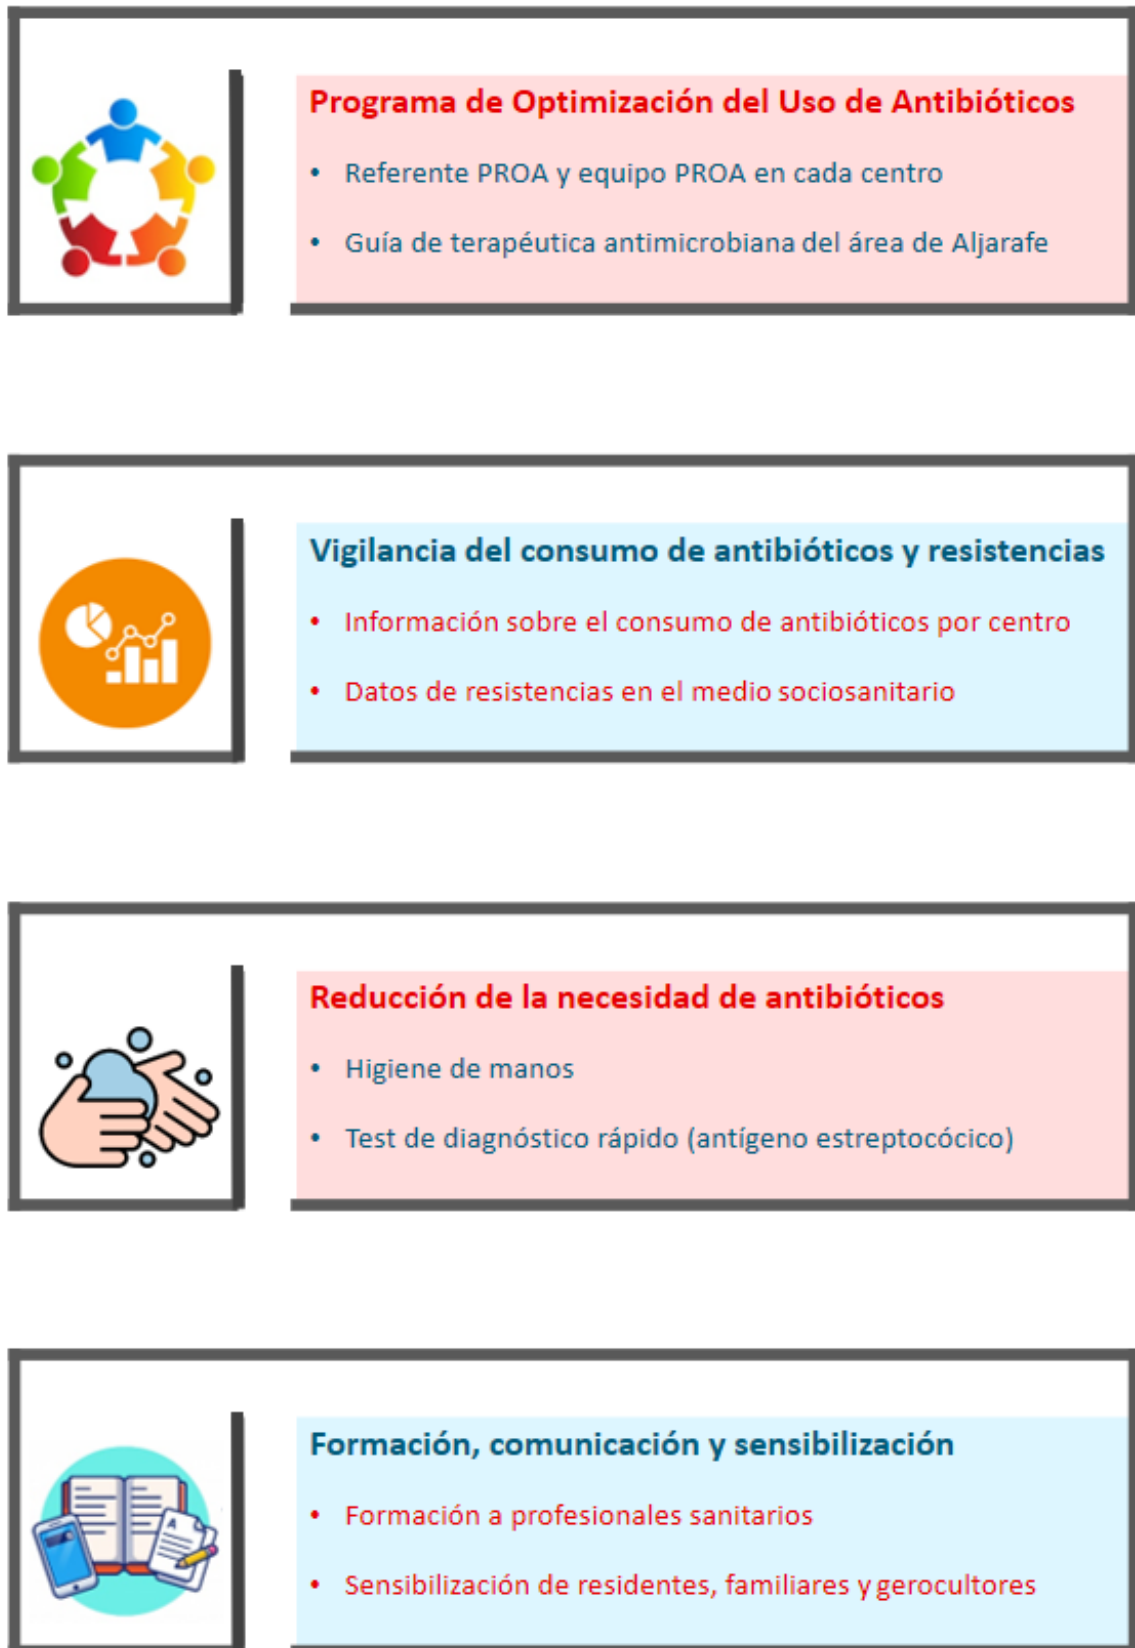 Programa de Optimización del Uso de Antibióticos
• Referente PROA y equipo PROA en cada centro
• Guía de terapéutica antimicrobiana del área de Aljarafe
Vigilancia del consumo de antibióticos y resistencias
• Información sobre el consumo de antibióticos por centro
• Datos de resistencias en el medio sociosanitario
Reducción de la necesidad de antibióticos
• Higiene de manos
• Test de diagnóstico rápido (antígeno estreptocócico)
Formación, comunicación y sensibilización
• Formación a profesionales sanitarios
• Sensibilización de residentes, familiares y gerocultores